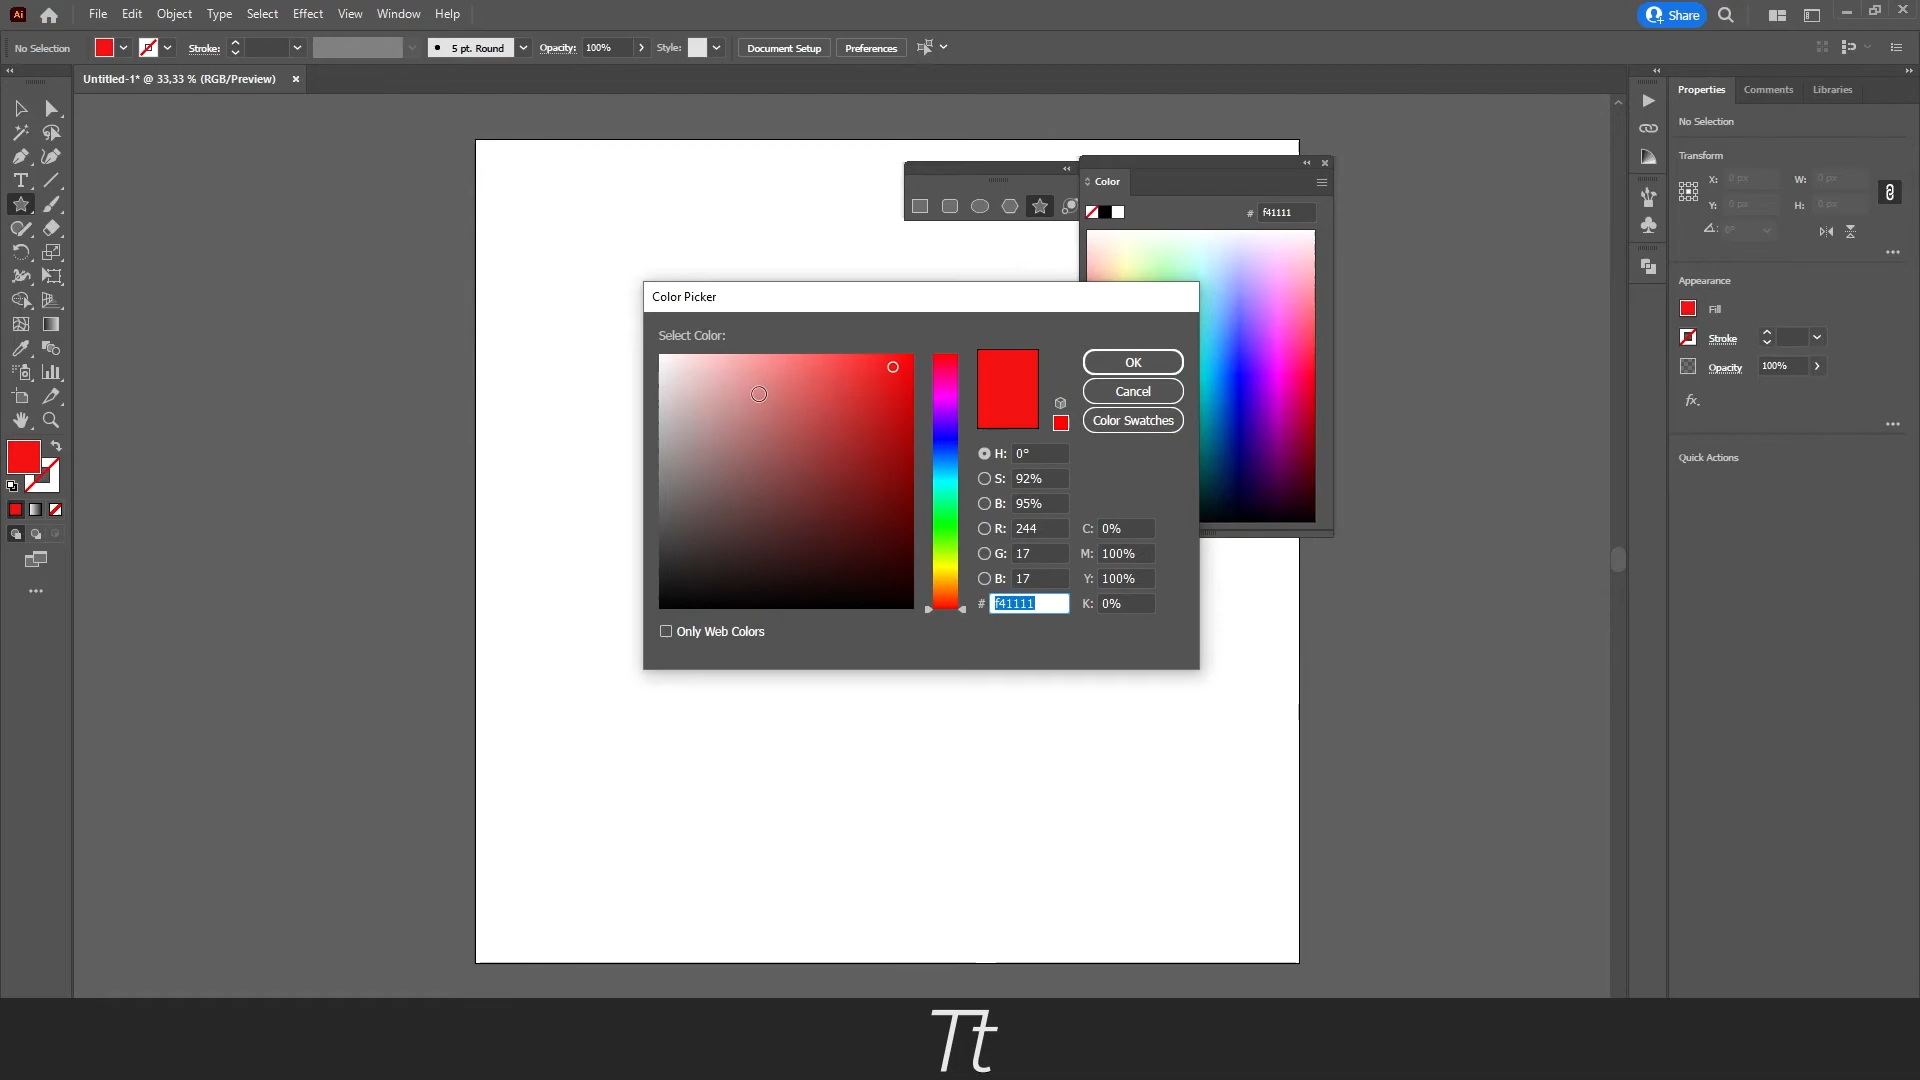 Ai File Edit Object Type Select Effect View Window Help Share
No Selection Stroke: 5 pt. Round Opacity: 100% Style: Document Setup Preferences
Untitled-1* @ 33,33 % (RGB/Preview)
Properties Comments Libraries
No Selection
Transform
X: 0 px W: 0 px
Y: 0 px H: 0 px
0°
Appearance
Fill
Stroke
Opacity 100%
fx.
Quick Actions
Color
# f41111
Color Picker
Select Color:
OK
Cancel
Color Swatches
H: 0°
S: 92%
B: 95%
R: 244 C: 0%
G: 17 M: 100%
B: 17 Y: 100%
# f41111 K: 0%
Only Web Colors
Tt